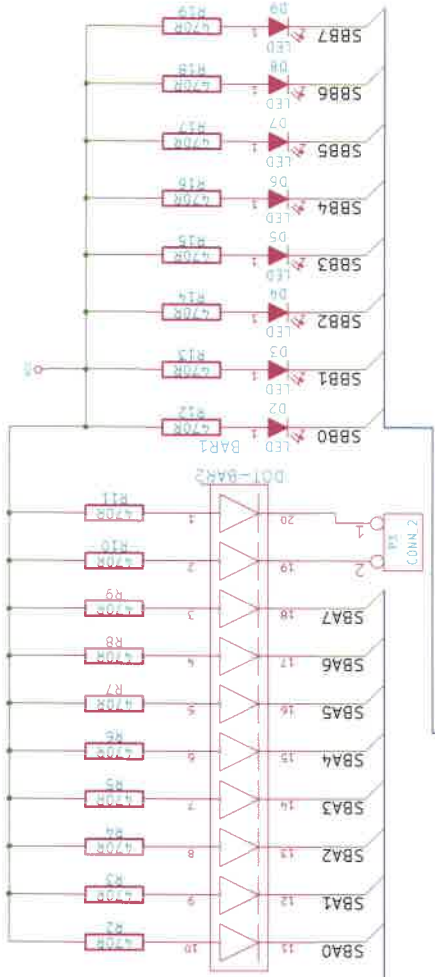 SBA0 11 10 470R R2
SBA1 12 9 470R R3
SBA2 13 8 470R R4
SBA3 14 7 470R R5
SBA4 15 6 470R R6
SBA5 16 5 470R R7
SBA6 17 4 470R R8
SBA7 18 3 470R R9
P3
CONN_2
2 19 2 470R R10
1 20 1 470R R11
DOT-BAR2
BAR1
SBB0 LED D2 470R R12
SBB1 LED D3 470R R13
SBB2 LED D4 470R R14
SBB3 LED D5 470R R15
SBB4 LED D6 470R R16
SBB5 LED D7 470R R17
SBB6 LED D8 470R R18
SBB7 LED D9 470R R19